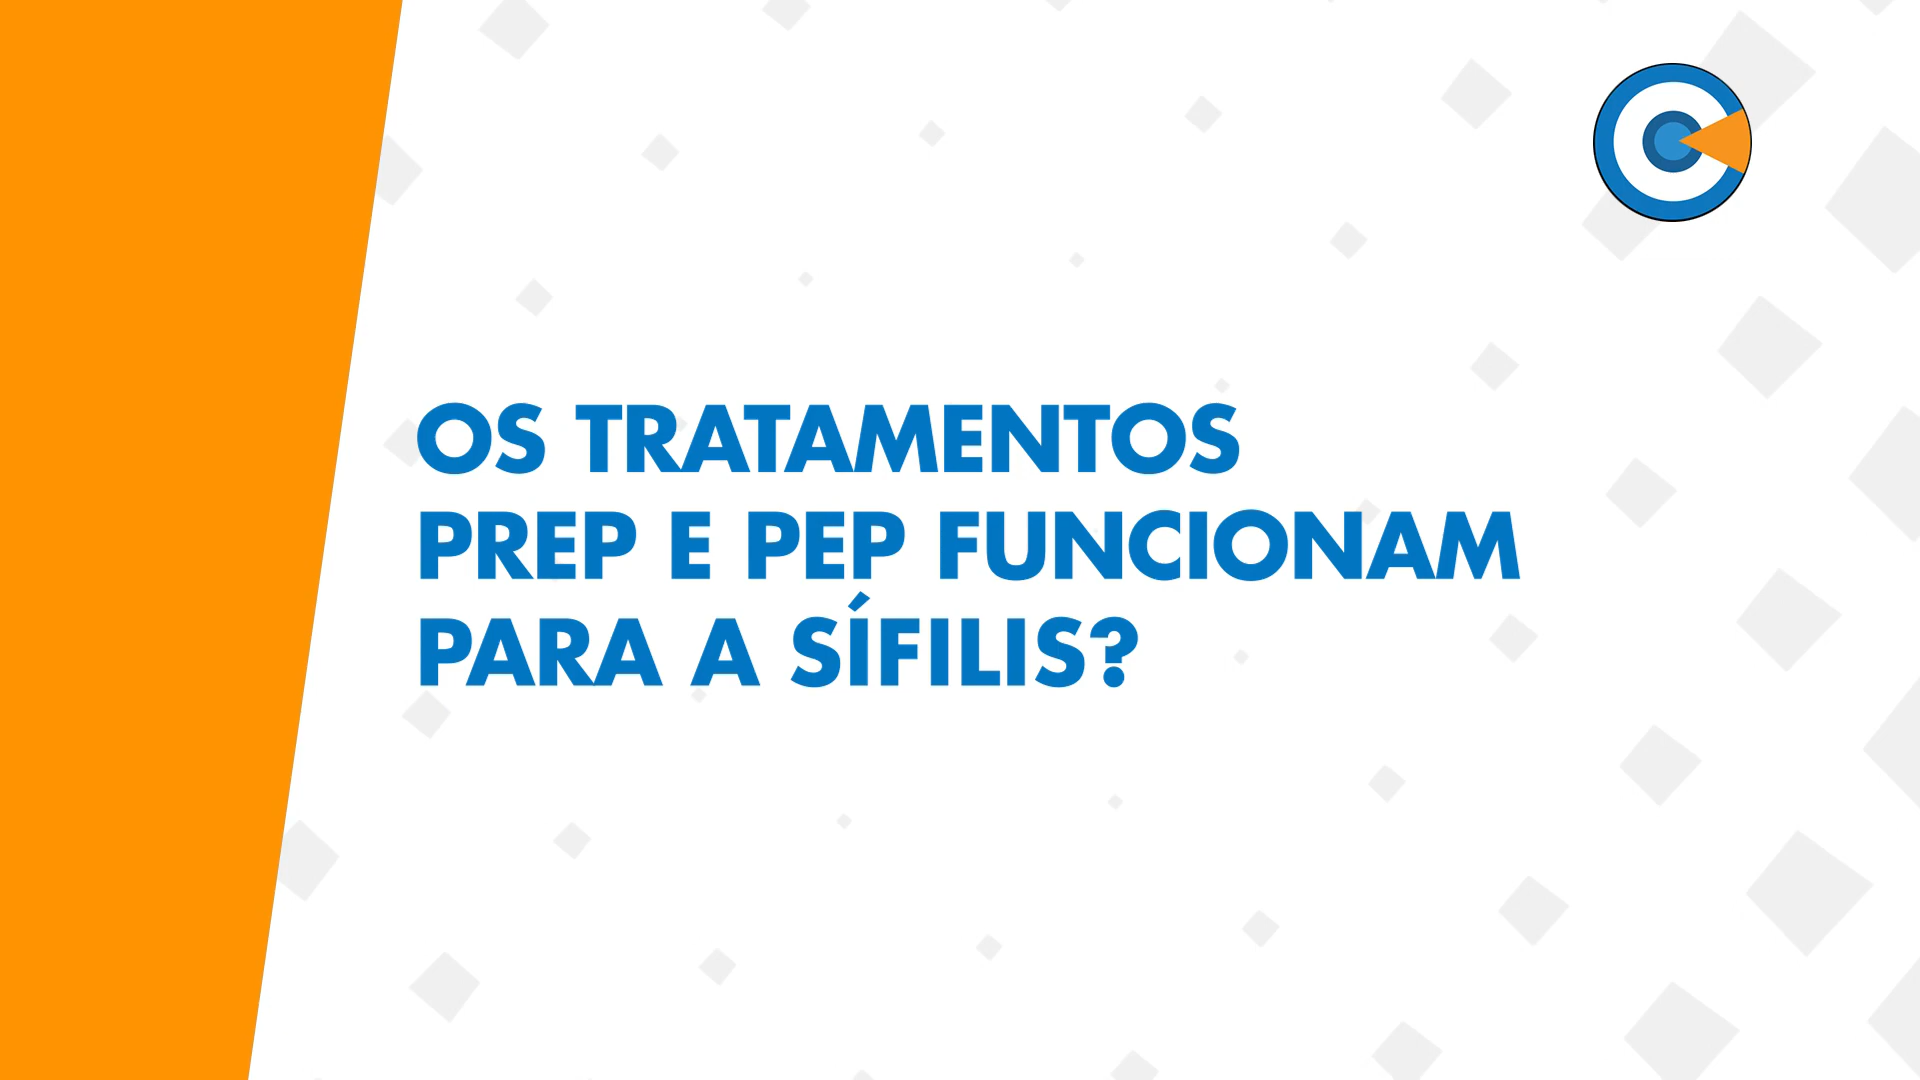 OS TRATAMENTOS
PREP E PEP FUNCIONAM
PARA A SÍFILIS?